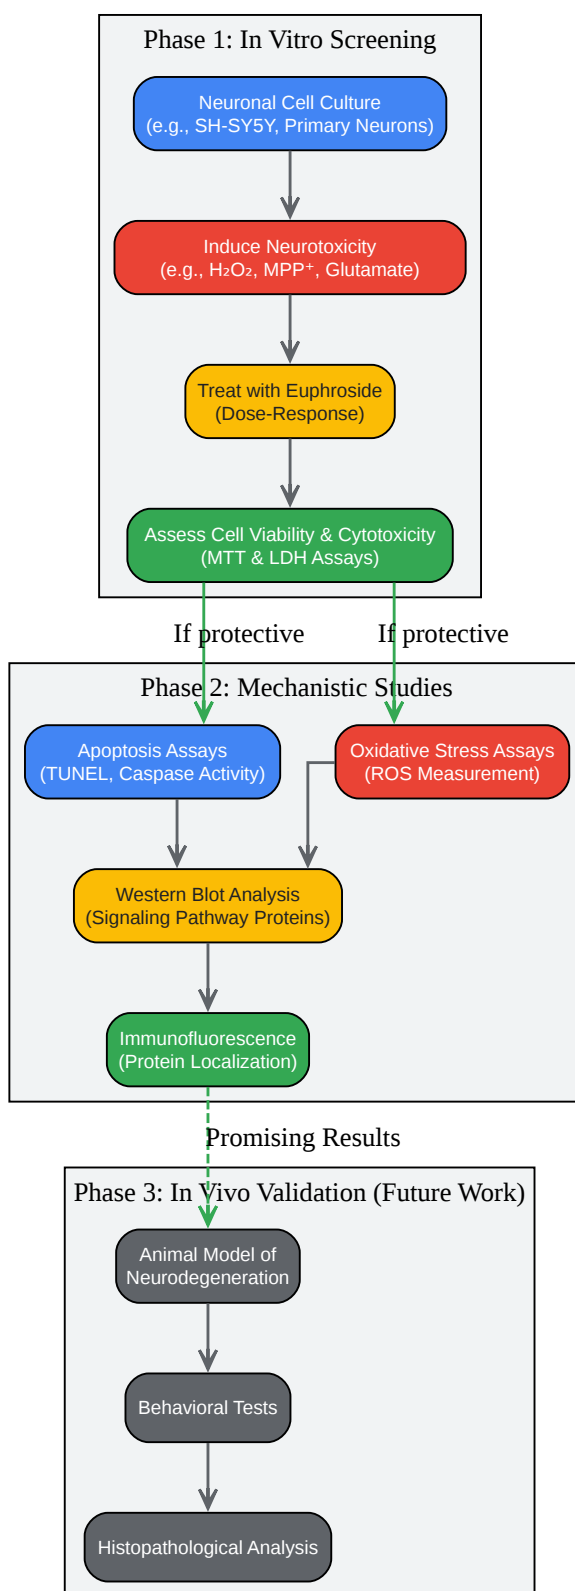 Phase 1: In Vitro Screening
Neuronal Cell Culture
(e.g., SH-SY5Y, Primary Neurons)
Induce Neurotoxicity
(e.g., H₂O₂, MPP⁺, Glutamate)
Treat with Euphroside
(Dose-Response)
Assess Cell Viability & Cytotoxicity
(MTT & LDH Assays)
If protective
If protective
Phase 2: Mechanistic Studies
Apoptosis Assays
(TUNEL, Caspase Activity)
Oxidative Stress Assays
(ROS Measurement)
Western Blot Analysis
(Signaling Pathway Proteins)
Immunofluorescence
(Protein Localization)
Promising Results
Phase 3: In Vivo Validation (Future Work)
Animal Model of
Neurodegeneration
Behavioral Tests
Histopathological Analysis